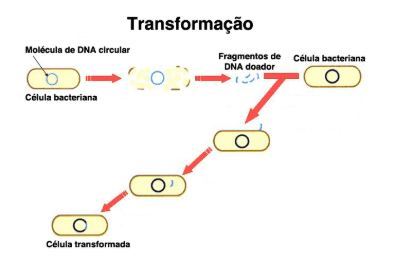 Transformação
Molécula de DNA circular
Célula bacteriana
Fragmentos de
DNA doador
Célula bacteriana
Célula transformada